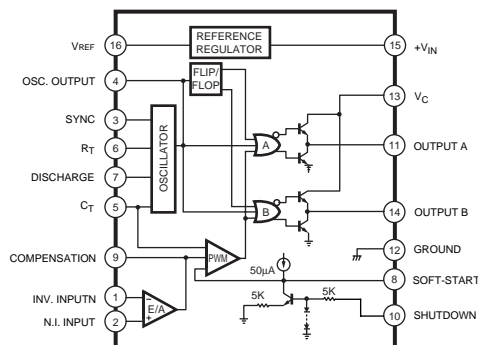 VREF 16 REFERENCE REGULATOR 15 +VIN
OSC. OUTPUT 4 FLIP/ FLOP 13 VC
SYNC 3
RT 6 OSCILLATOR A 11 OUTPUT A
DISCHARGE 7
CT 5 B 14 OUTPUT B
12 GROUND
COMPENSATION 9 PWM 50µA 8 SOFT-START
INV. INPUTN 1 – E/A 5K 5K
N.I. INPUT 2 + 10 SHUTDOWN